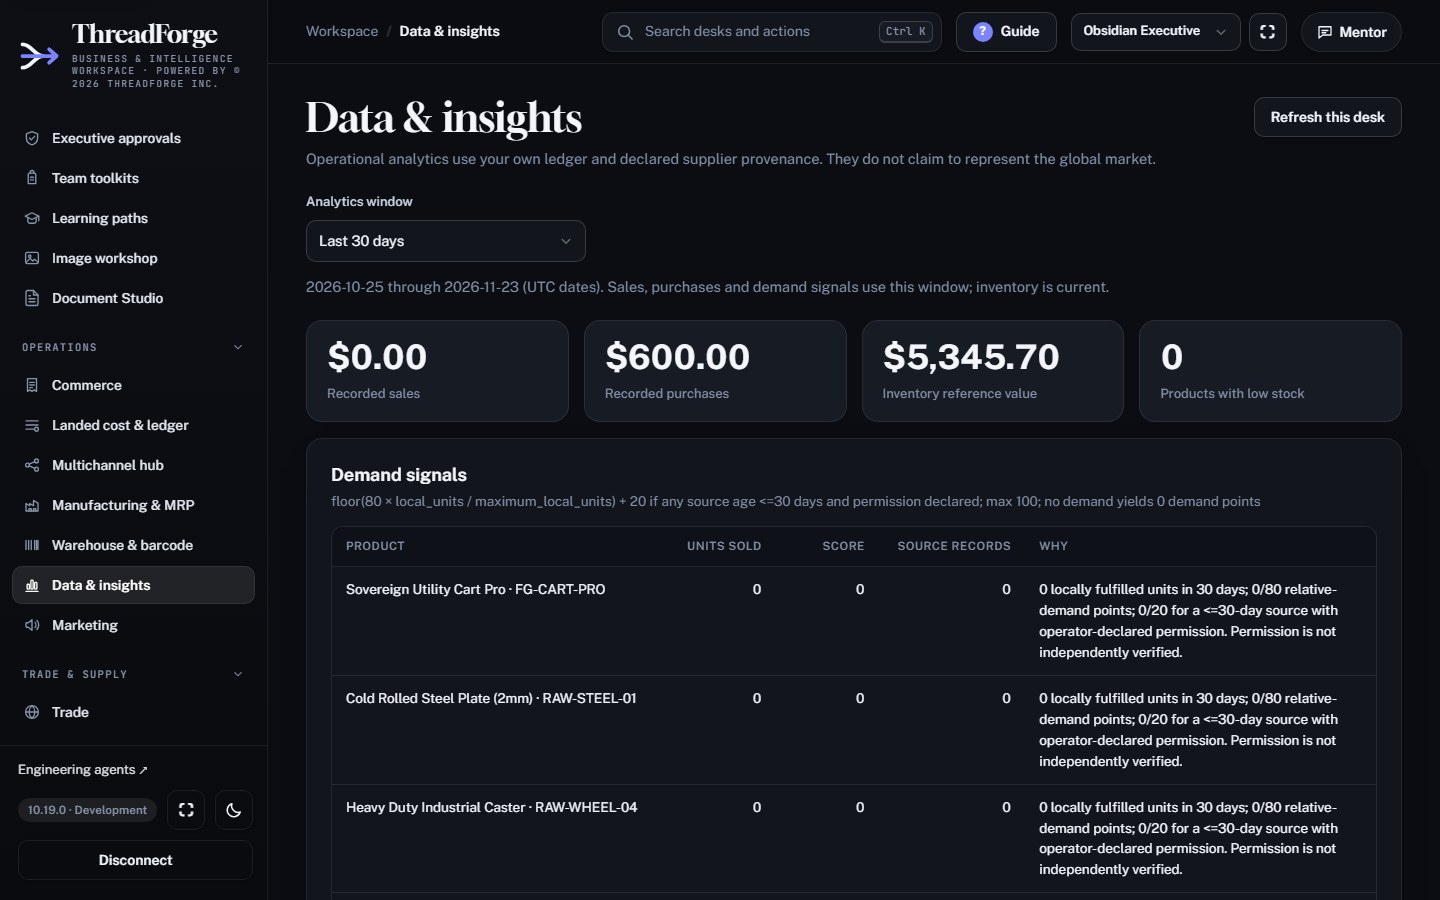 ThreadForge
BUSINESS & INTELLIGENCE
WORKSPACE · POWERED BY ©
2026 THREADFORGE INC.
Executive approvals
Team toolkits
Learning paths
Image workshop
Document Studio
OPERATIONS
Commerce
Landed cost & ledger
Multichannel hub
Manufacturing & MRP
Warehouse & barcode
Data & insights
Marketing
TRADE & SUPPLY
Trade
Engineering agents ↗
10.19.0 · Development
Disconnect
Workspace / Data & insights
Search desks and actions Ctrl K
? Guide
Obsidian Executive
Mentor
Data & insights
Refresh this desk
Operational analytics use your own ledger and declared supplier provenance. They do not claim to represent the global market.
Analytics window
Last 30 days
2026-10-25 through 2026-11-23 (UTC dates). Sales, purchases and demand signals use this window; inventory is current.
$0.00
Recorded sales
$600.00
Recorded purchases
$5,345.70
Inventory reference value
0
Products with low stock
Demand signals
floor(80 × local_units / maximum_local_units) + 20 if any source age <=30 days and permission declared; max 100; no demand yields 0 demand points
PRODUCT UNITS SOLD SCORE SOURCE RECORDS WHY
Sovereign Utility Cart Pro · FG-CART-PRO 0 0 0 0 locally fulfilled units in 30 days; 0/80 relative-
demand points; 0/20 for a <=30-day source with
operator-declared permission. Permission is not
independently verified.
Cold Rolled Steel Plate (2mm) · RAW-STEEL-01 0 0 0 0 locally fulfilled units in 30 days; 0/80 relative-
demand points; 0/20 for a <=30-day source with
operator-declared permission. Permission is not
independently verified.
Heavy Duty Industrial Caster · RAW-WHEEL-04 0 0 0 0 locally fulfilled units in 30 days; 0/80 relative-
demand points; 0/20 for a <=30-day source with
operator-declared permission. Permission is not
independently verified.